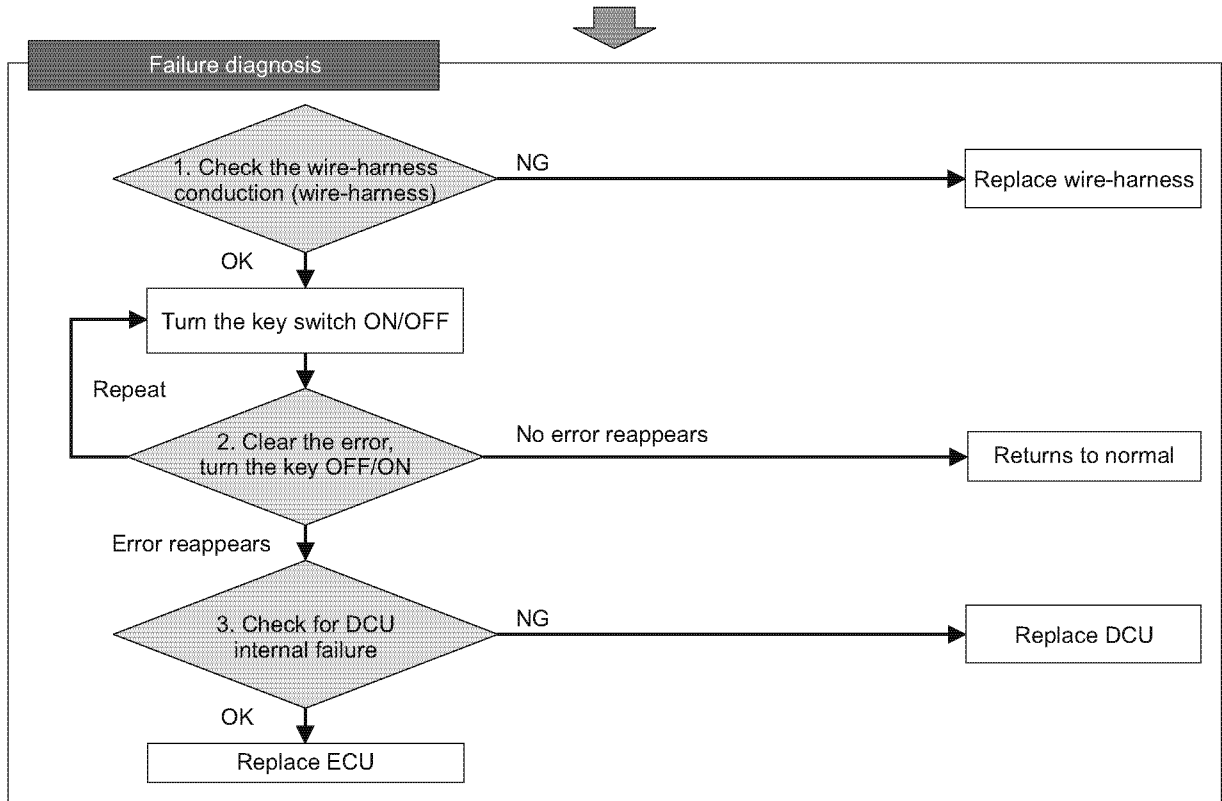 Failure diagnosis
1. Check the wire-harness
conduction (wire-harness)
NG
Replace wire-harness
OK
Turn the key switch ON/OFF
Repeat
2. Clear the error,
turn the key OFF/ON
No error reappears
Returns to normal
Error reappears
3. Check for DCU
internal failure
NG
Replace DCU
OK
Replace ECU